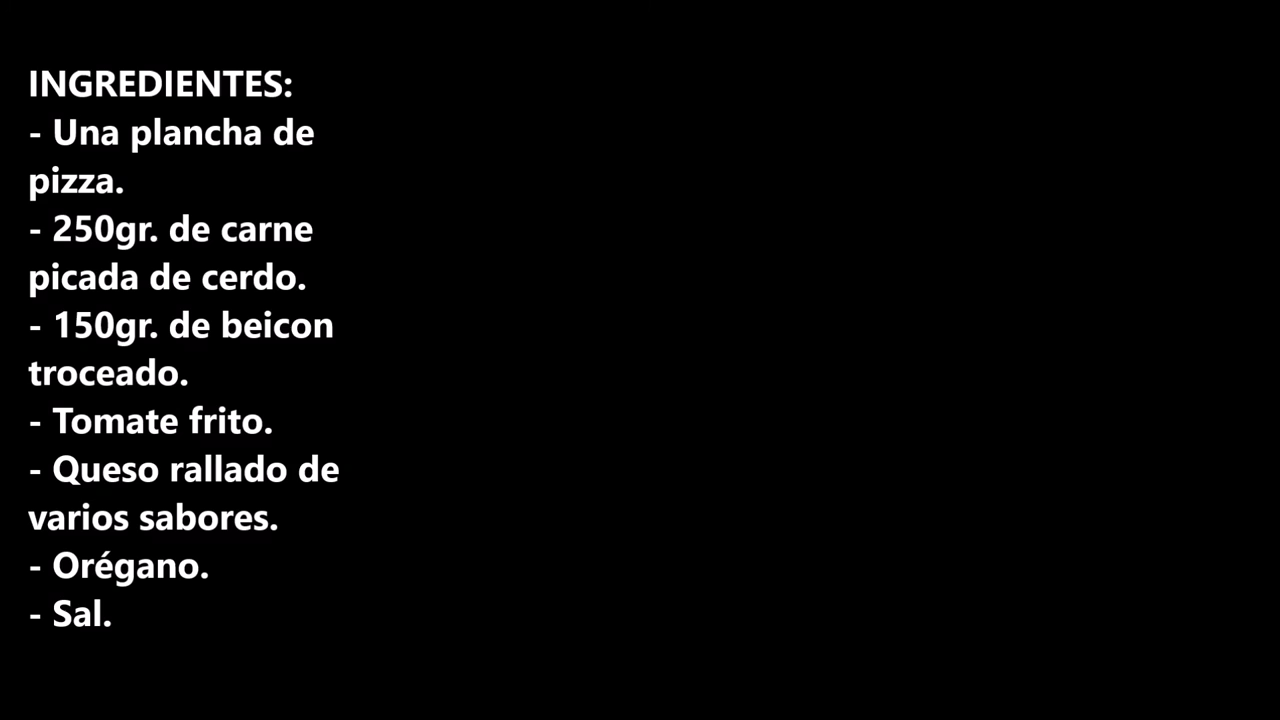 INGREDIENTES:
- Una plancha de
pizza.
- 250gr. de carne
picada de cerdo.
- 150gr. de beicon
troceado.
- Tomate frito.
- Queso rallado de
varios sabores.
- Orégano.
- Sal.